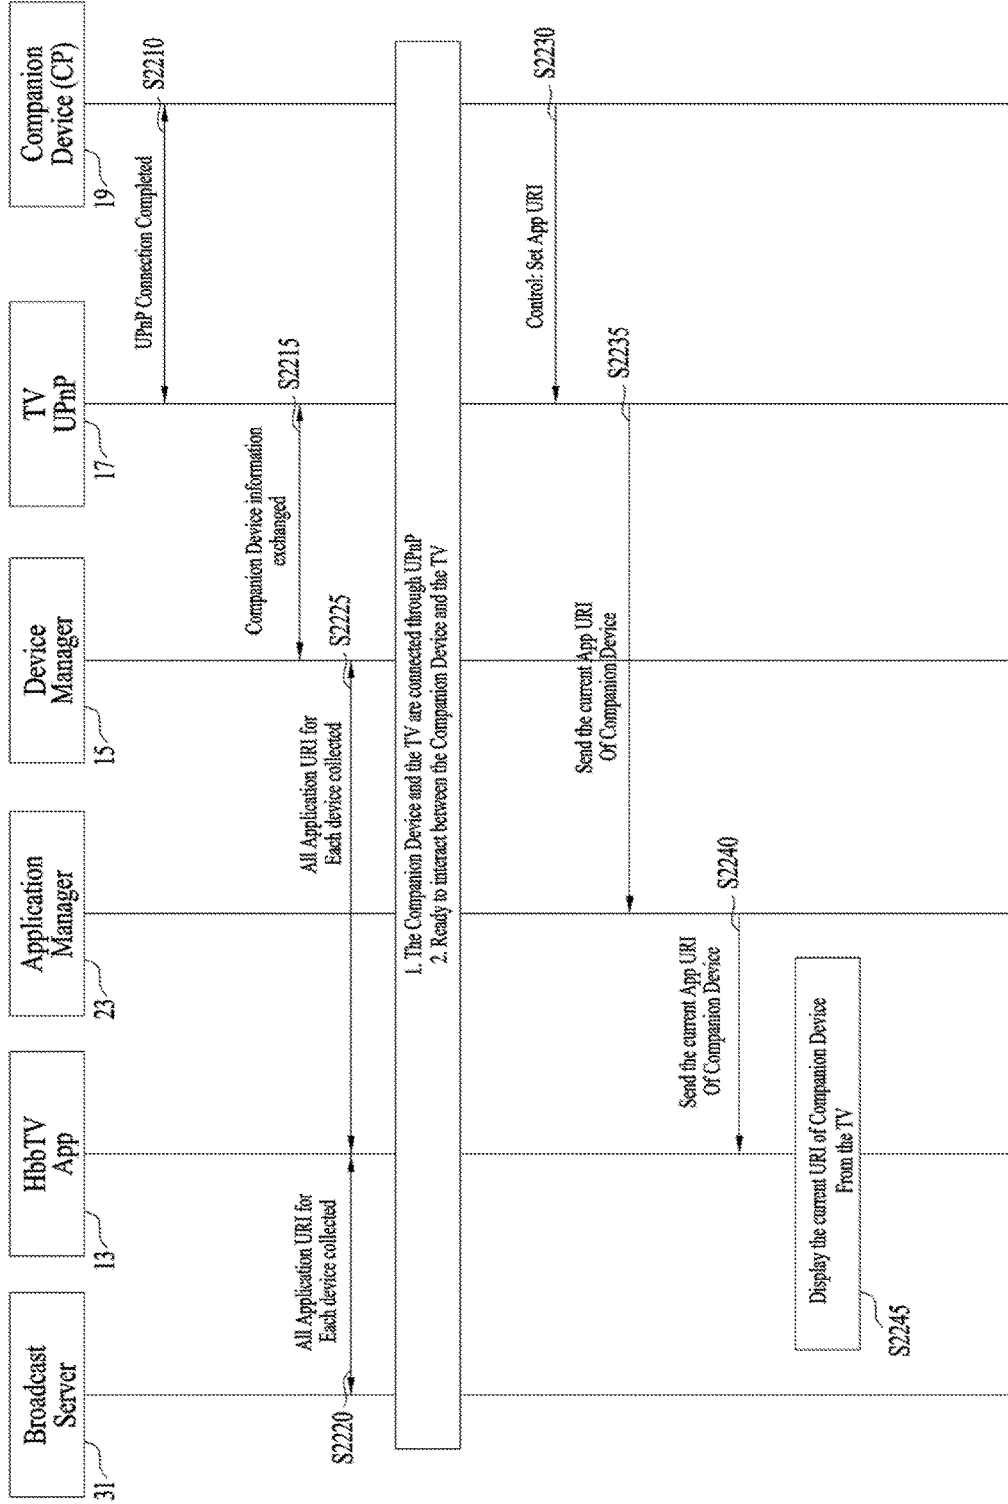 Broadcast
Server
31
HbbTV
App
13
Application
Manager
23
Device
Manager
15
TV
UPnP
17
Companion
Device (CP)
19
UPnP Connection Completed
S2210
Companion Device information
exchanged
S2215
All Application URI for
Each device collected
S2220
All Application URI for
Each device collected
S2225
1. The Companion Device and the TV are connected through UPnP
2. Ready to interact between the Companion Device and the TV
Control: Set App URI
S2230
Send the current App URI
Of Companion Device
S2235
Send the current App URI
Of Companion Device
S2240
Display the current URI of Companion Device
From the TV
S2245